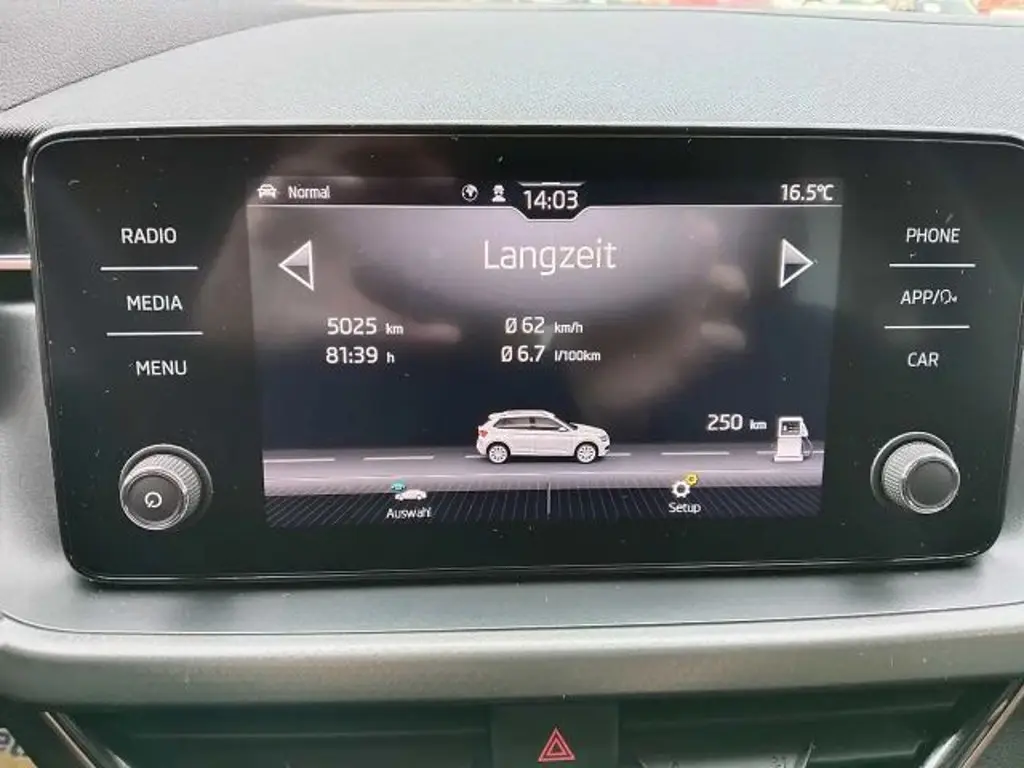 Normal
14:03
16.5°C
RADIO
MEDIA
MENU
Langzeit
5025 km
81:39 h
Ø 62 km/h
Ø 6.7 l/100km
250 km
Auswahl
Setup
PHONE
APP/
CAR